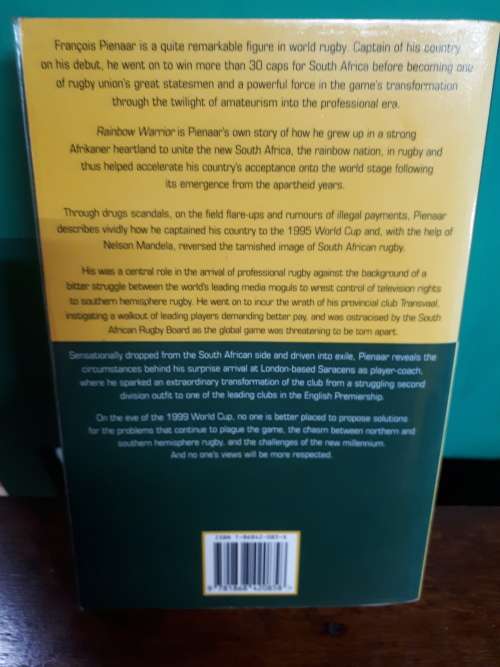 François Pienaar is a quite remarkable figure in world rugby. Captain of his country
on his debut, he went on to win more than 30 caps for South Africa before becoming one
of rugby union's great statesmen and a powerful force in the game's transformation
through the twilight of amateurism into the professional era.
Rainbow Warrior is Pienaar's own story of how he grew up in a strong
Afrikaner heartland to unite the new South Africa, the rainbow nation, in rugby and
thus helped accelerate his country's acceptance onto the world stage following
its emergence from the apartheid years.
Through drugs scandals, on the field flare-ups and rumours of illegal payments, Pienaar
describes vividly how he captained his country to the 1995 World Cup and, with the help of
Nelson Mandela, reversed the tarnished image of South African rugby.
His was a central role in the arrival of professional rugby against the background of a
bitter struggle between the world's leading media moguls to wrest control of television rights
to southern hemisphere rugby. He went on to incur the wrath of his provincial club Transvaal,
instigating a walkout of leading players demanding better pay, and was ostracised by the South
African Rugby Board as the global game was threatening to be torn apart.
Sensationally dropped from the South African side and driven into exile, Pienaar reveals the
circumstances behind his surprise arrival at London-based Saracens as player-coach,
where he sparked an extraordinary transformation of the club from a struggling second
division outfit to one of the leading clubs in the English Premiership.
On the eve of the 1999 World Cup, no one is better placed to propose solutions
for the problems that continue to plague the game, the chasm between northern and
southern hemisphere rugby, and the challenges of the new millennium.
And no one's views will be more respected.
ISBN